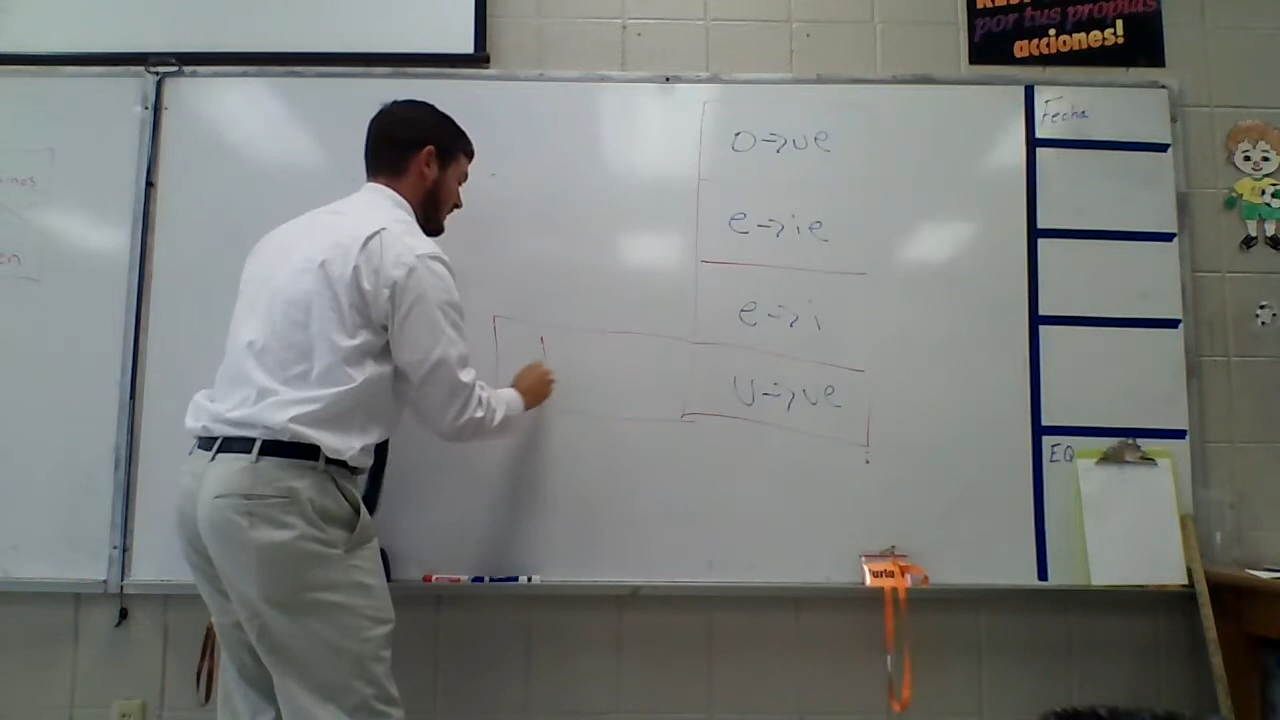 por tus propias
acciones!
Fecha
o→ue
e→ie
e→i
u→ue
EQ